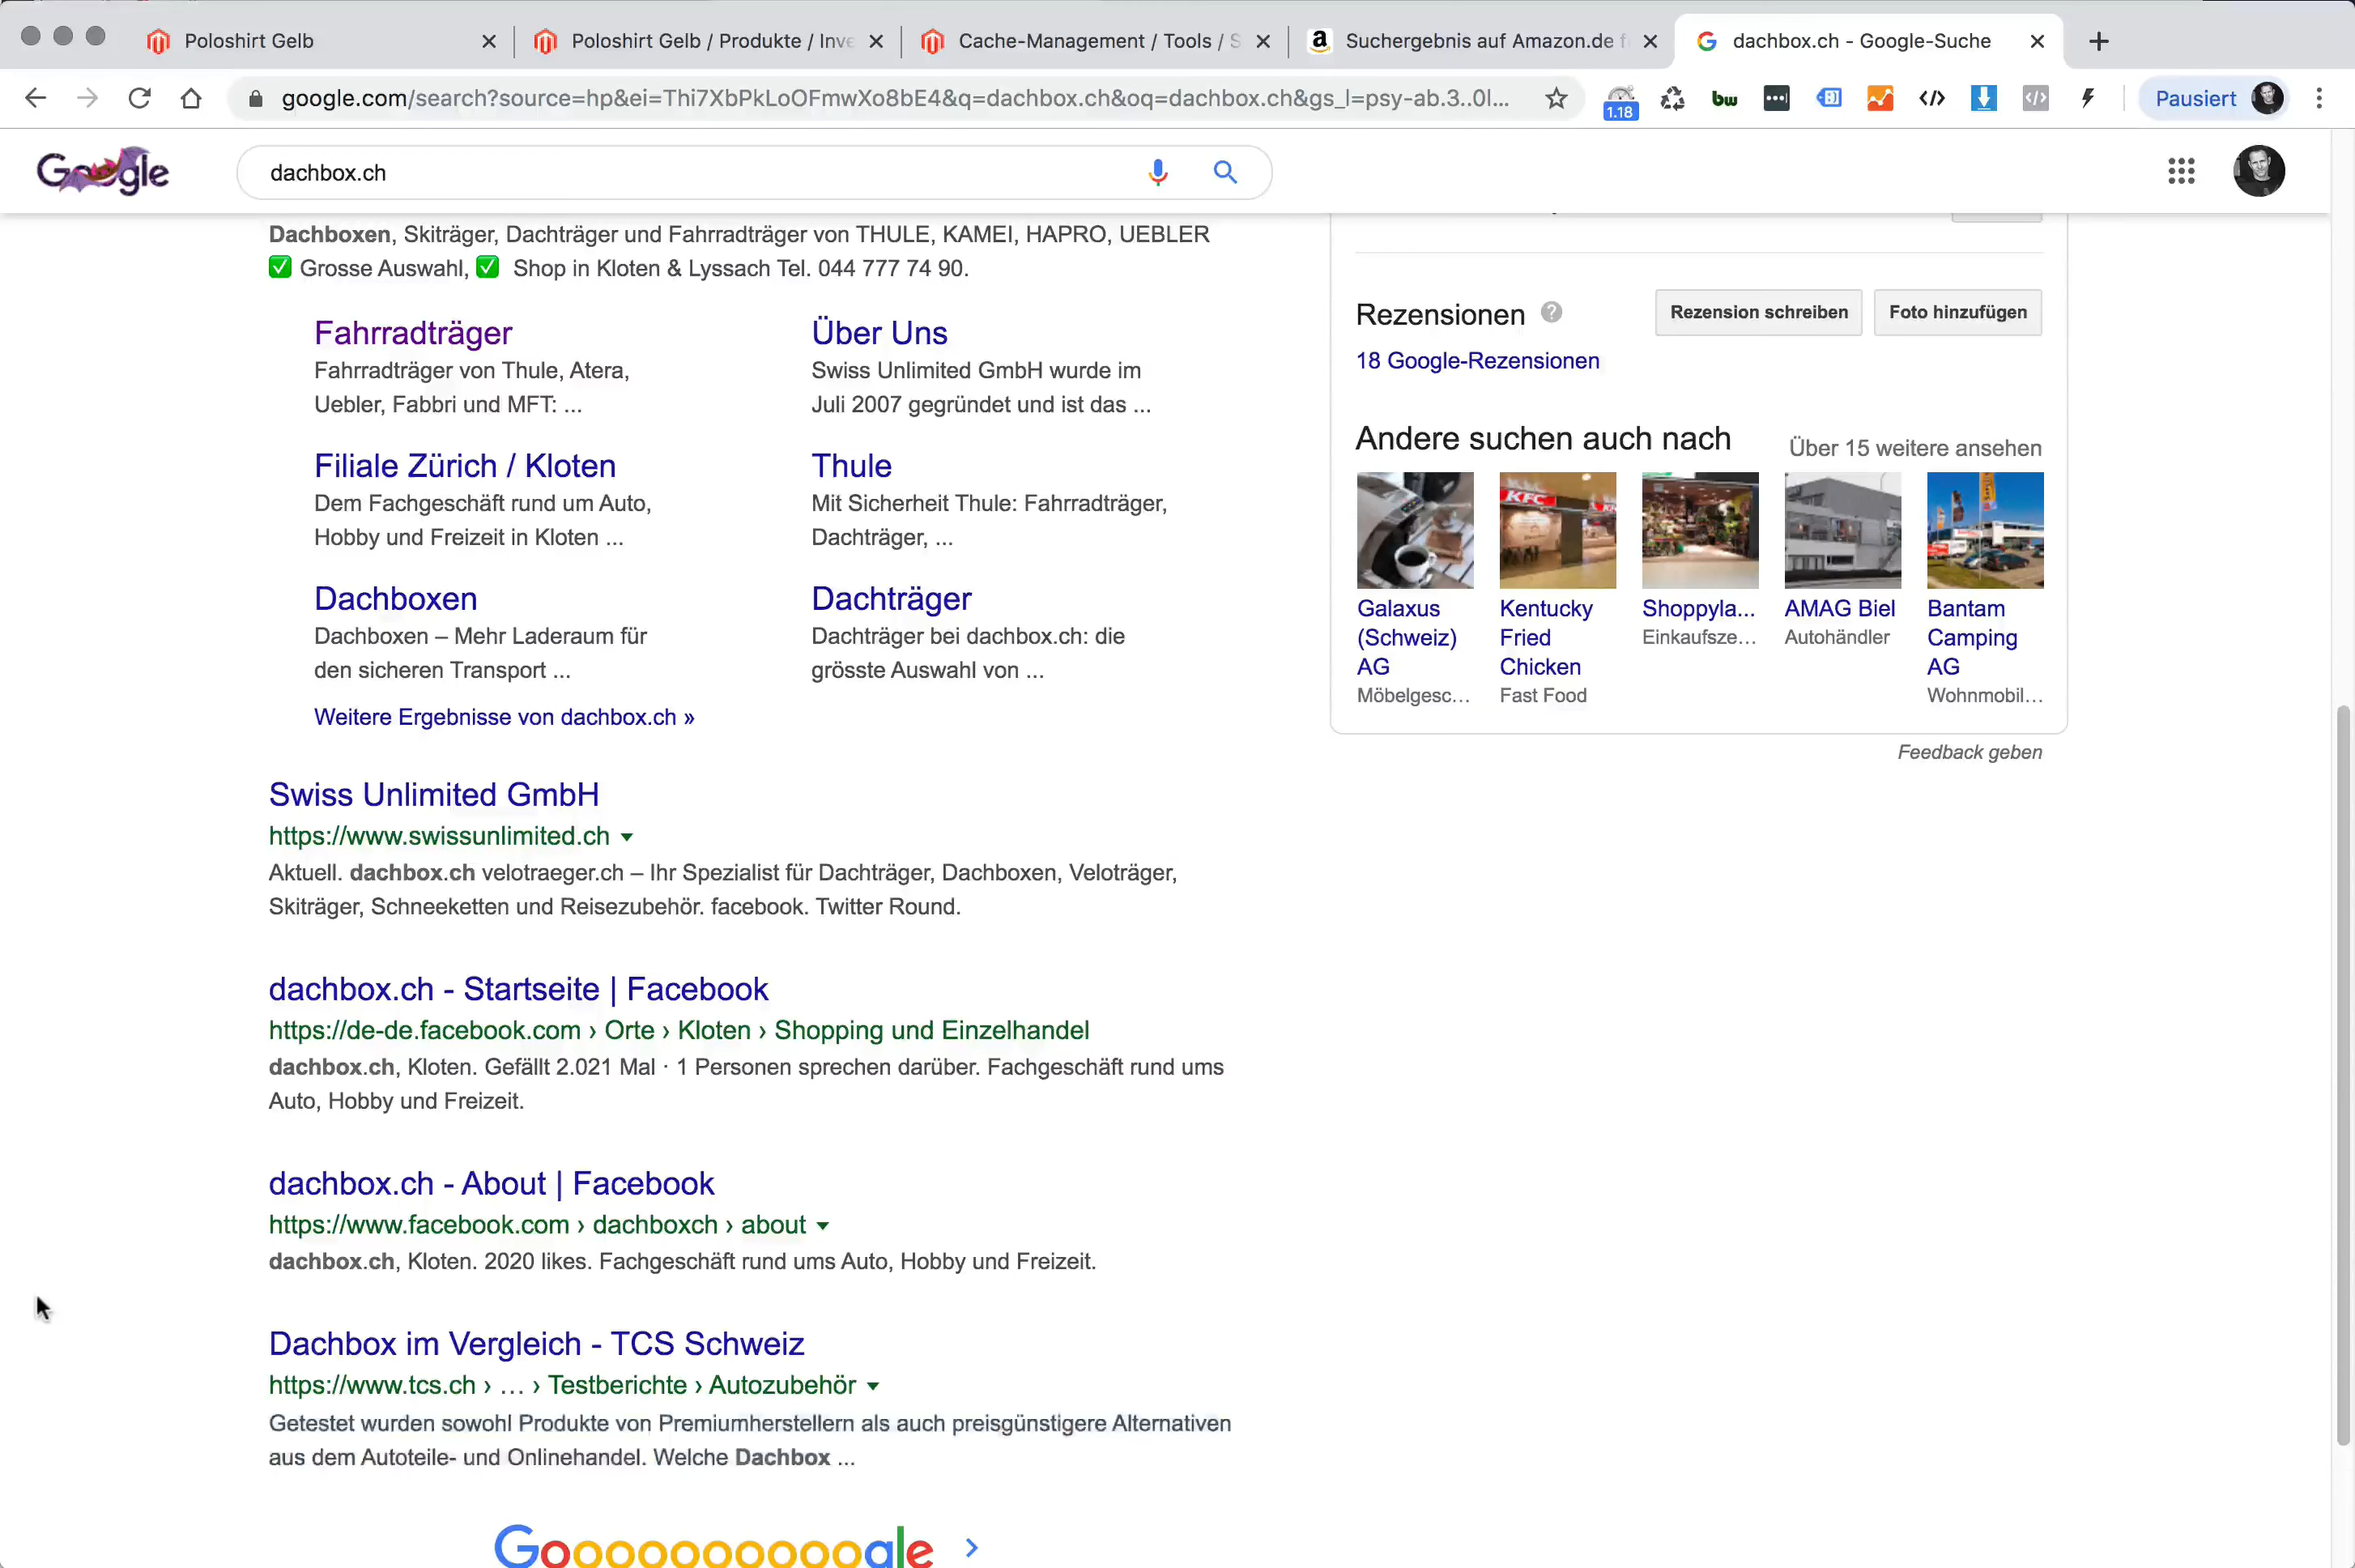 Poloshirt Gelb
Poloshirt Gelb / Produkte / Inve
Cache-Management / Tools / S
Suchergebnis auf Amazon.de f
dachbox.ch - Google-Suche
google.com/search?source=hp&ei=Thi7XbPkLoOFmwXo8bE4&q=dachbox.ch&oq=dachbox.ch&gs_l=psy-ab.3..0l...
1.18
bw
Pausiert
Google
dachbox.ch
Dachboxen, Skiträger, Dachträger und Fahrradträger von THULE, KAMEI, HAPRO, UEBLER
✅ Grosse Auswahl, ✅ Shop in Kloten & Lyssach Tel. 044 777 74 90.
Fahrradträger
Fahrradträger von Thule, Atera,
Uebler, Fabbri und MFT: ...
Über Uns
Swiss Unlimited GmbH wurde im
Juli 2007 gegründet und ist das ...
Filiale Zürich / Kloten
Dem Fachgeschäft rund um Auto,
Hobby und Freizeit in Kloten ...
Thule
Mit Sicherheit Thule: Fahrradträger,
Dachträger, ...
Dachboxen
Dachboxen – Mehr Laderaum für
den sicheren Transport ...
Dachträger
Dachträger bei dachbox.ch: die
grösste Auswahl von ...
Weitere Ergebnisse von dachbox.ch »
Swiss Unlimited GmbH
https://www.swissunlimited.ch
Aktuell. dachbox.ch velotraeger.ch – Ihr Spezialist für Dachträger, Dachboxen, Veloträger,
Skiträger, Schneeketten und Reisezubehör. facebook. Twitter Round.
dachbox.ch - Startseite | Facebook
https://de-de.facebook.com › Orte › Kloten › Shopping und Einzelhandel
dachbox.ch, Kloten. Gefällt 2.021 Mal · 1 Personen sprechen darüber. Fachgeschäft rund ums
Auto, Hobby und Freizeit.
dachbox.ch - About | Facebook
https://www.facebook.com › dachboxch › about
dachbox.ch, Kloten. 2020 likes. Fachgeschäft rund ums Auto, Hobby und Freizeit.
Dachbox im Vergleich - TCS Schweiz
https://www.tcs.ch › ... › Testberichte › Autozubehör
Getestet wurden sowohl Produkte von Premiumherstellern als auch preisgünstigere Alternativen
aus dem Autoteile- und Onlinehandel. Welche Dachbox ...
Goooooooooogle >
Rezensionen
Rezension schreiben
Foto hinzufügen
18 Google-Rezensionen
Andere suchen auch nach
Über 15 weitere ansehen
KFC
Galaxus
(Schweiz)
AG
Möbelgesc...
Kentucky
Fried
Chicken
Fast Food
Shoppyla...
Einkaufsze...
AMAG Biel
Autohändler
Bantam
Camping
AG
Wohnmobil...
Feedback geben